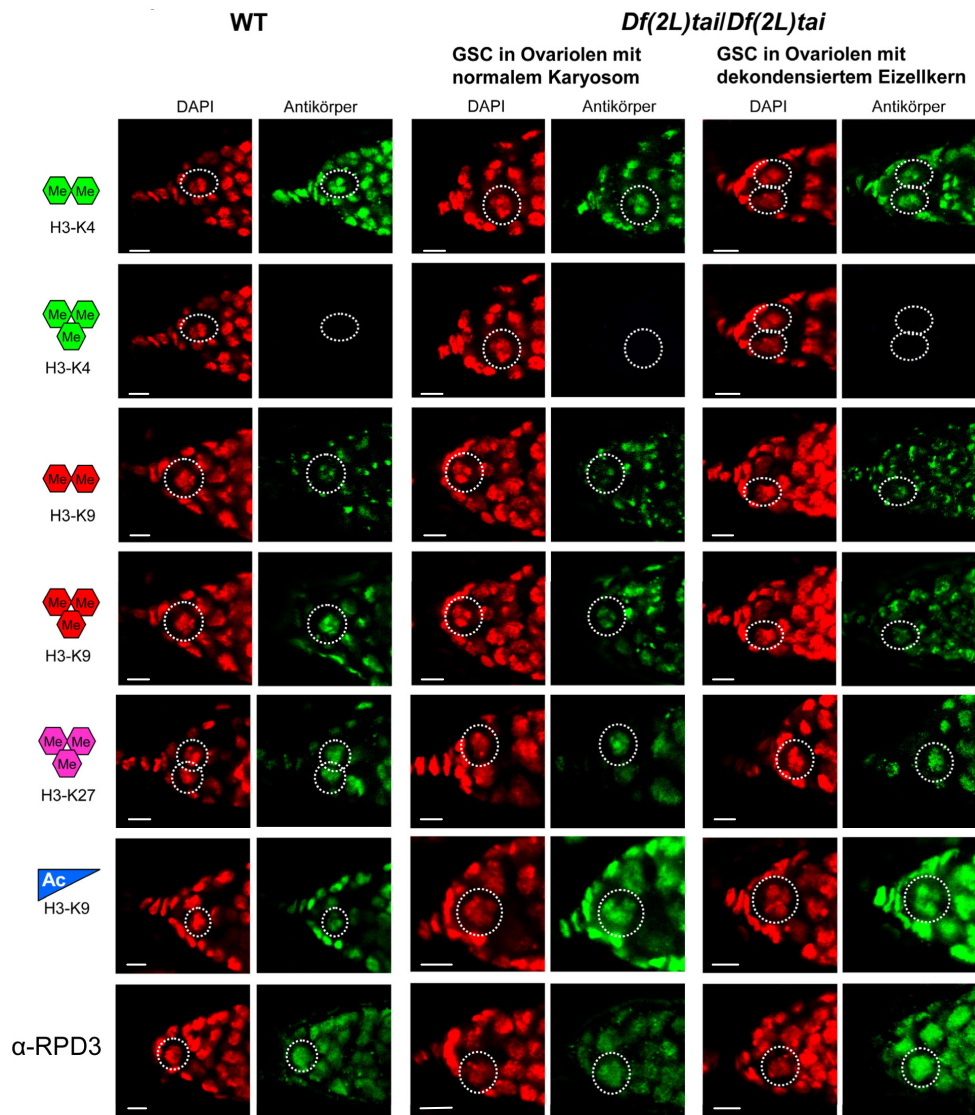 WT
Df(2L)tai/Df(2L)tai
GSC in Ovariolen mit
normalem Karyosom
GSC in Ovariolen mit
dekondensiertem Eizellkern
DAPI Antikörper DAPI Antikörper DAPI Antikörper
Me Me
H3-K4
Me Me
Me
H3-K4
Me Me
H3-K9
Me Me
Me
H3-K9
Me Me
Me
H3-K27
Ac
H3-K9
α-RPD3